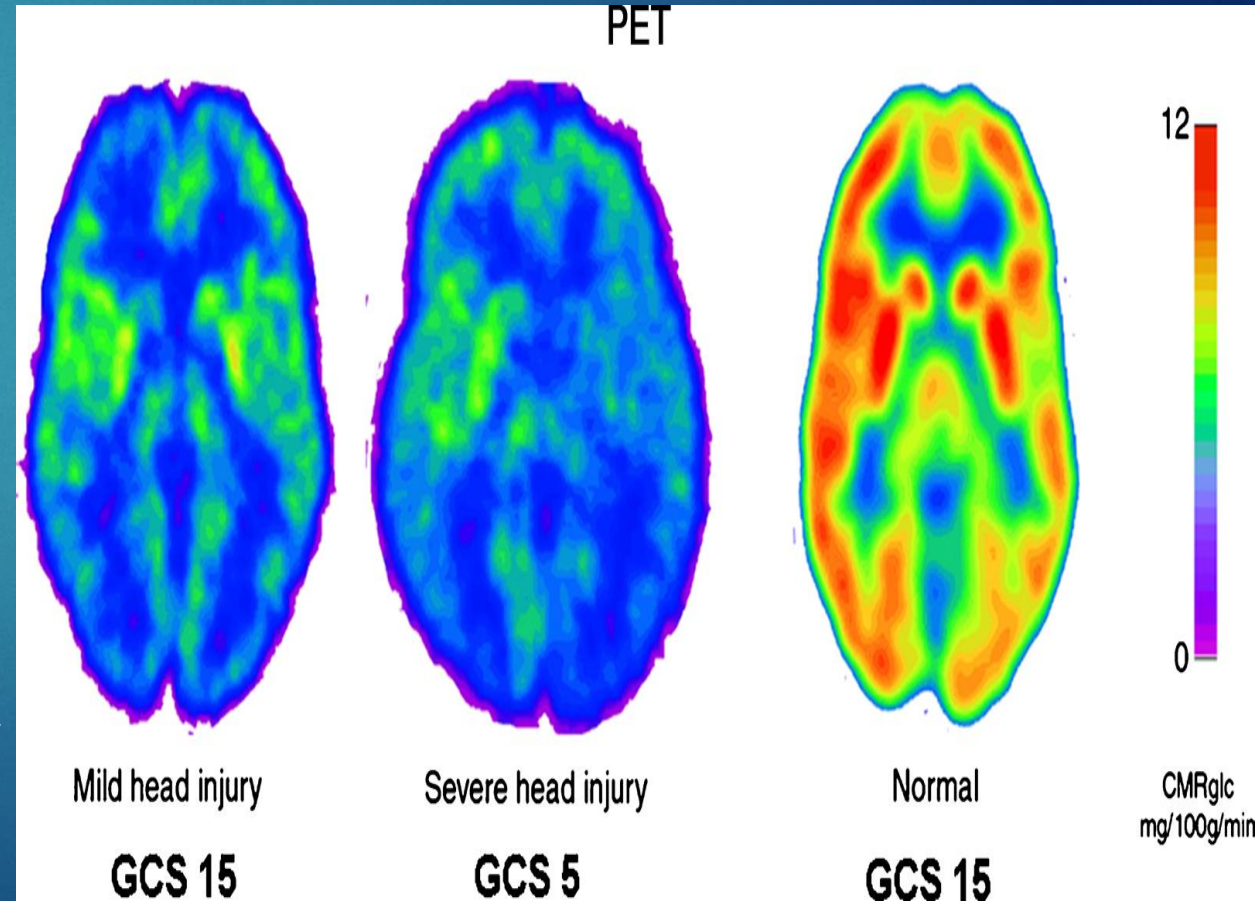 PET
12
0
Mild head injury
Severe head injury
Normal
CMRglc
mg/100g/min
GCS 15
GCS 5
GCS 15